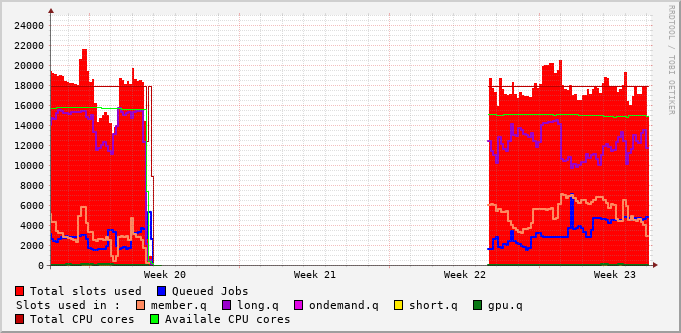 24000
22000
20000
18000
16000
14000
12000
10000
8000
6000
4000
2000
0
Week 20 Week 21 Week 22 Week 23
RRDTOOL / TOBI OETIKER
Total slots used Queued Jobs
Slots used in : member.q long.q ondemand.q short.q gpu.q
Total CPU cores Availale CPU cores